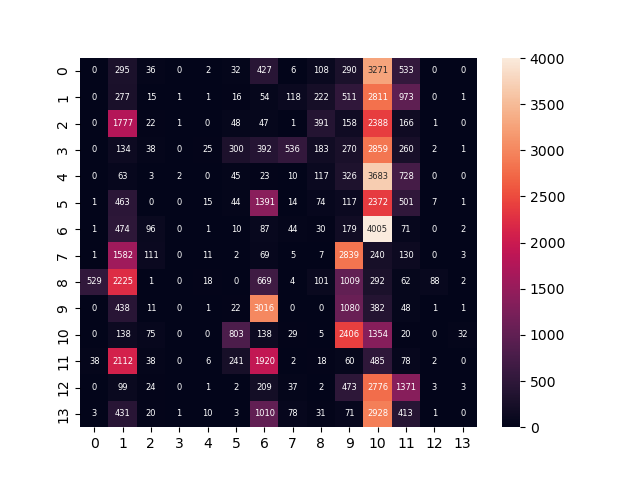 0 0 295 36 0 2 32 427 6 108 290 3271 533 0 0
1 0 277 15 1 1 16 54 118 222 511 2811 973 0 1
2 0 1777 22 1 0 48 47 1 391 158 2388 166 1 0
3 0 134 38 0 25 300 392 536 183 270 2859 260 2 1
4 0 63 3 2 0 45 23 10 117 326 3683 728 0 0
5 1 463 0 0 15 44 1391 14 74 117 2372 501 7 1
6 1 474 96 0 1 10 87 44 30 179 4005 71 0 2
7 1 1582 111 0 11 2 69 5 7 2839 240 130 0 3
8 529 2225 1 0 18 0 669 4 101 1009 292 62 88 2
9 0 438 11 0 1 22 3016 0 0 1080 382 48 1 1
10 0 138 75 0 0 803 138 29 5 2406 1354 20 0 32
11 38 2112 38 0 6 241 1920 2 18 60 485 78 2 0
12 0 99 24 0 1 2 209 37 2 473 2776 1371 3 3
13 3 431 20 1 10 3 1010 78 31 71 2928 413 1 0
0 1 2 3 4 5 6 7 8 9 10 11 12 13
4000
3500
3000
2500
2000
1500
1000
500
0